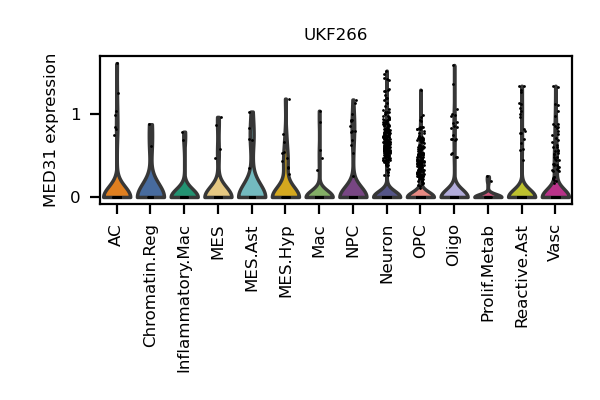 UKF266
MED31 expression
1
0
AC
Chromatin.Reg
Inflammatory.Mac
MES
MES.Ast
MES.Hyp
Mac
NPC
Neuron
OPC
Oligo
Prolif.Metab
Reactive.Ast
Vasc